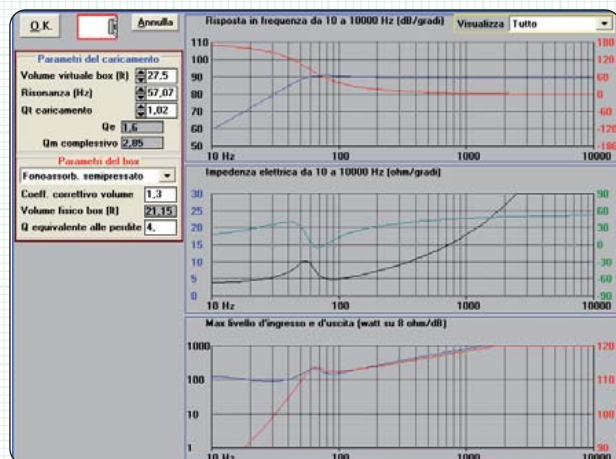 O.K.
Annulla
Parametri del caricamento
Volume virtuale box (lt) 27,5
Risonanza (Hz) 57,07
Qt caricamento 1,02
Qe 1,6
Qm complessivo 2,85
Parametri del box
Fonoassorb. semipressato
Coeff. correttivo volume 1,3
Volume fisico box (lt) 21,15
Q equivalente alle perdite 4,
Risposta in frequenza da 10 a 10000 Hz (dB/gradi)
Visualizza Tutto
110 180
100 120
90 60
80 0
70 -60
60 -120
50 -180
10 Hz 100 1000 10000
Impedenza elettrica da 10 a 10000 Hz (ohm/gradi)
30 90
25 60
20 30
15 0
10 -30
5 -60
0 -90
10 Hz 100 1000 10000
Max livello d'ingresso e d'uscita (watt su 8 ohm/dB)
1000 120
100 110
10 100
1 90
10 Hz 100 1000 10000